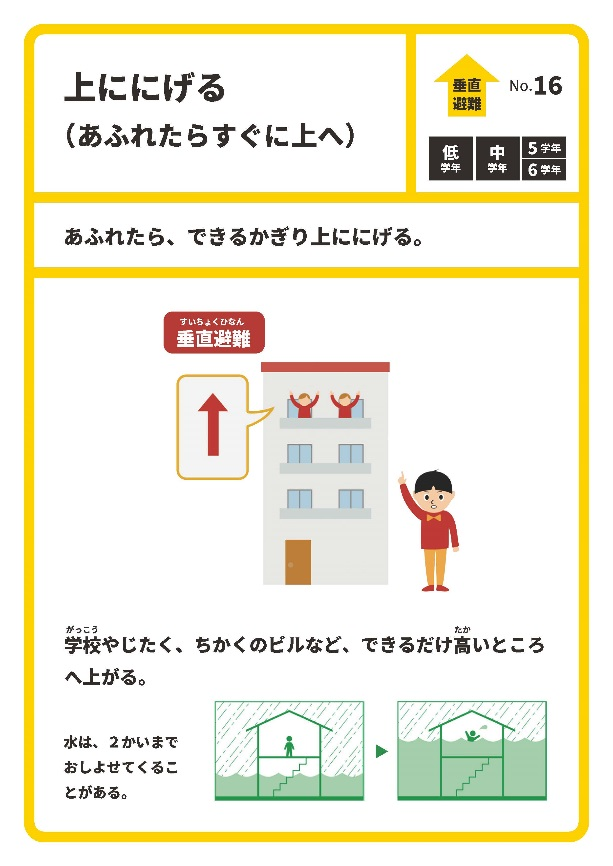 上ににげる
（あふれたらすぐに上へ）
垂直
避難
No.16
低
学年
中
学年
5学年
6学年
あふれたら、できるかぎり上ににげる。
すいちょくひなん
垂直避難
がっこう
たか
学校やじたく、ちかくのビルなど、できるだけ高いところ
へ上がる。
水は、２かいまで
おしよせてくるこ
とがある。